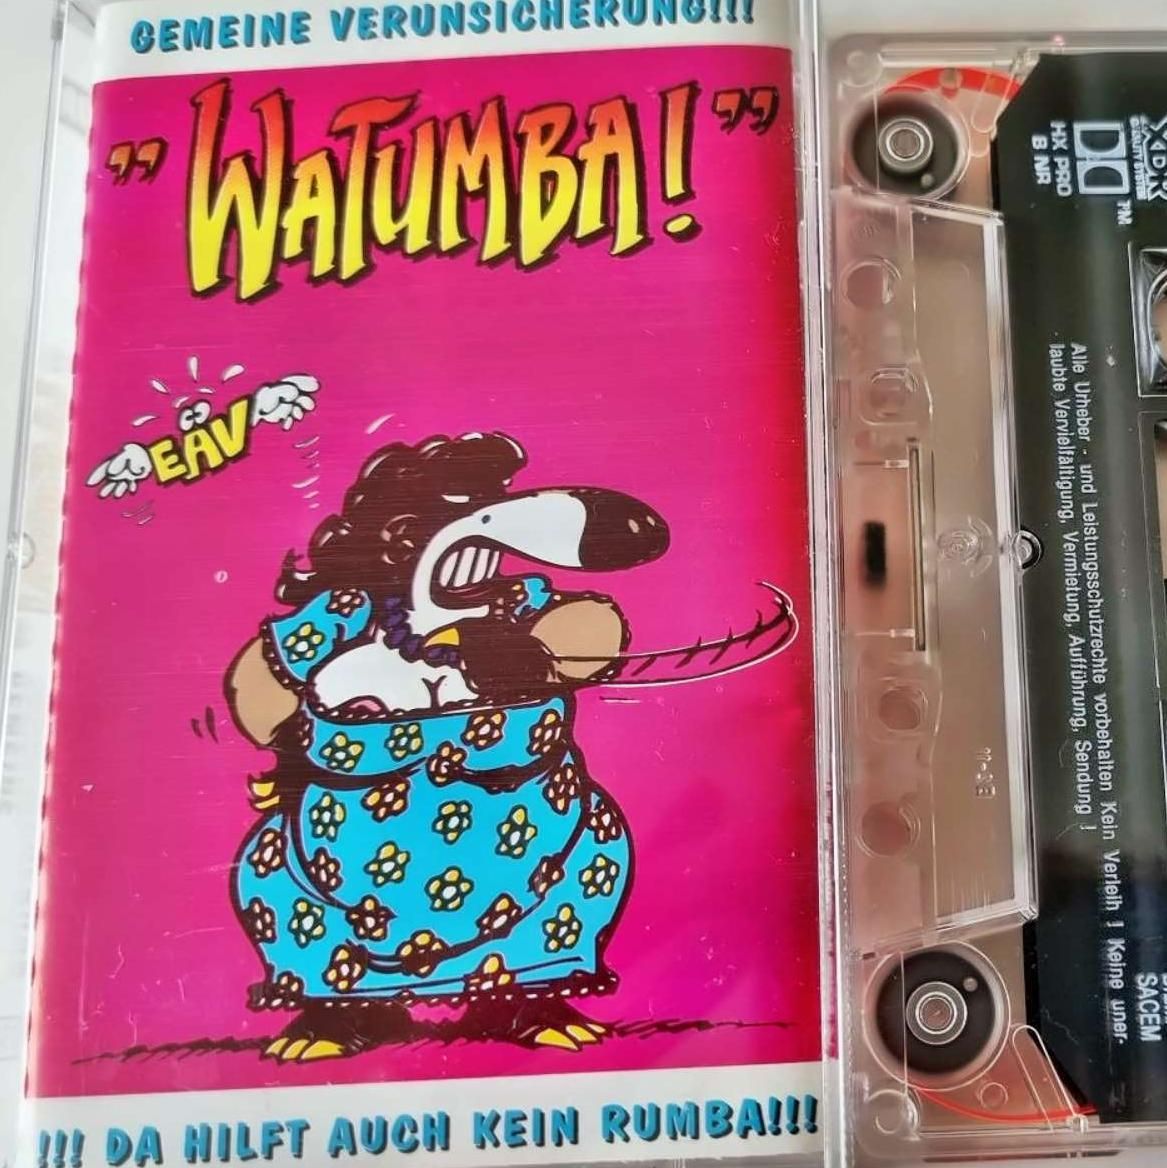 GEMEINE VERUNSICHERUNG!!!
"WATUMBA!"
EAV
!!! DA HILFT AUCH KEIN RUMBA!!!
HX PRO
B NR
TM
Alle Urheber - und Leistungsschutzrechte vorbehalten Kein Verleih ! Keine uner-
laubte Vervielfältigung, Vermietung, Aufführung, Sendung !
SACEM